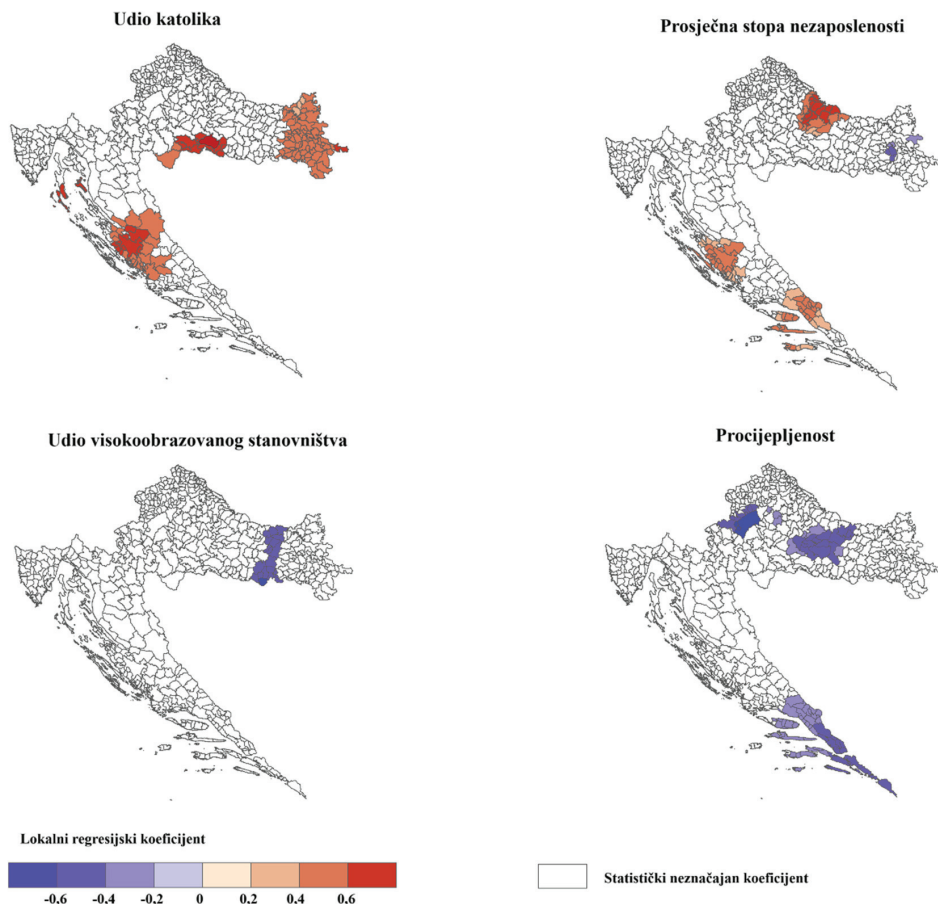 Udio katolika
Prosječna stopa nezaposlenosti
Udio visokoobrazovanog stanovništva
Procijepljenost
Lokalni regresijski koeficijent
-0,6 -0,4 -0,2 0 0,2 0,4 0,6
Statistički neznačajan koeficijent